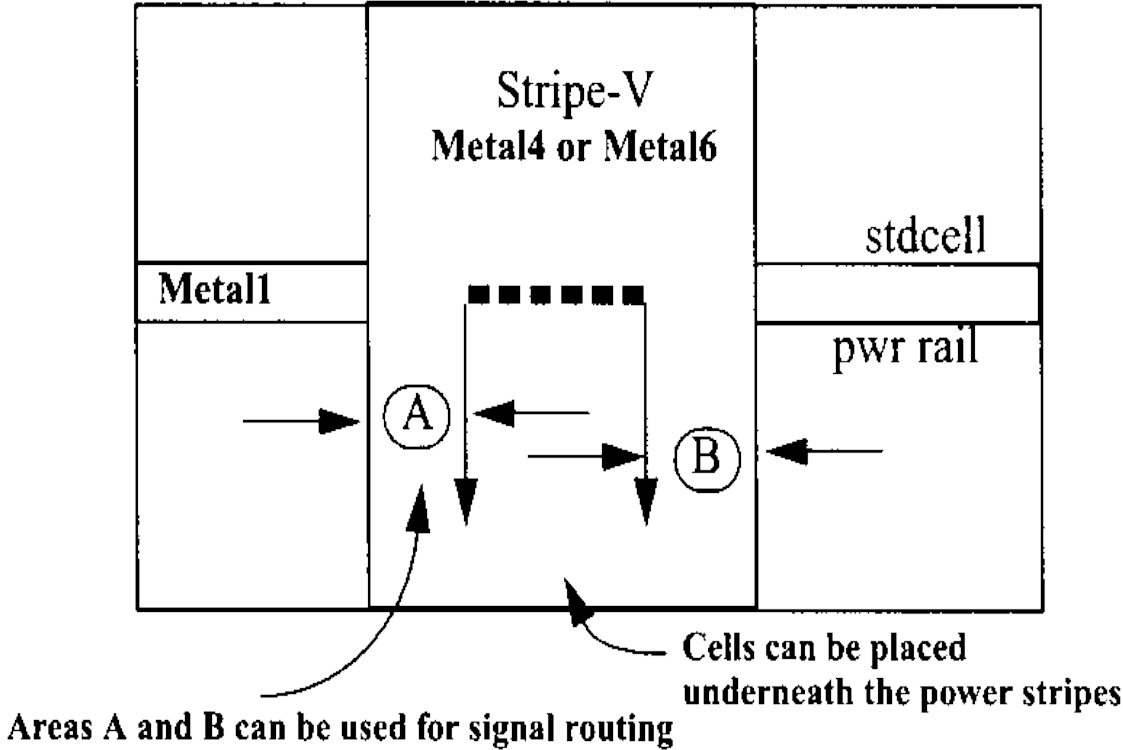 Stripe-V
Metal4 or Metal6
stdcell
Metal1
pwr rail
A
B
Cells can be placed
underneath the power stripes
Areas A and B can be used for signal routing